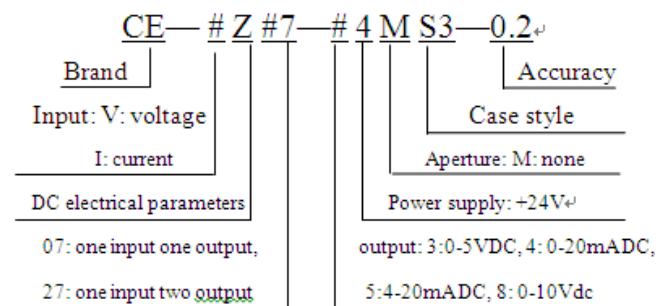 CE— # Z #7—# 4 M S3—0.2↵
Brand Accuracy
Input: V: voltage Case style
I: current Aperture: M: none
DC electrical parameters Power supply: +24V↵
07: one input one output, output: 3:0-5VDC, 4: 0-20mADC,
27: one input two output 5:4-20mADC, 8: 0-10Vdc